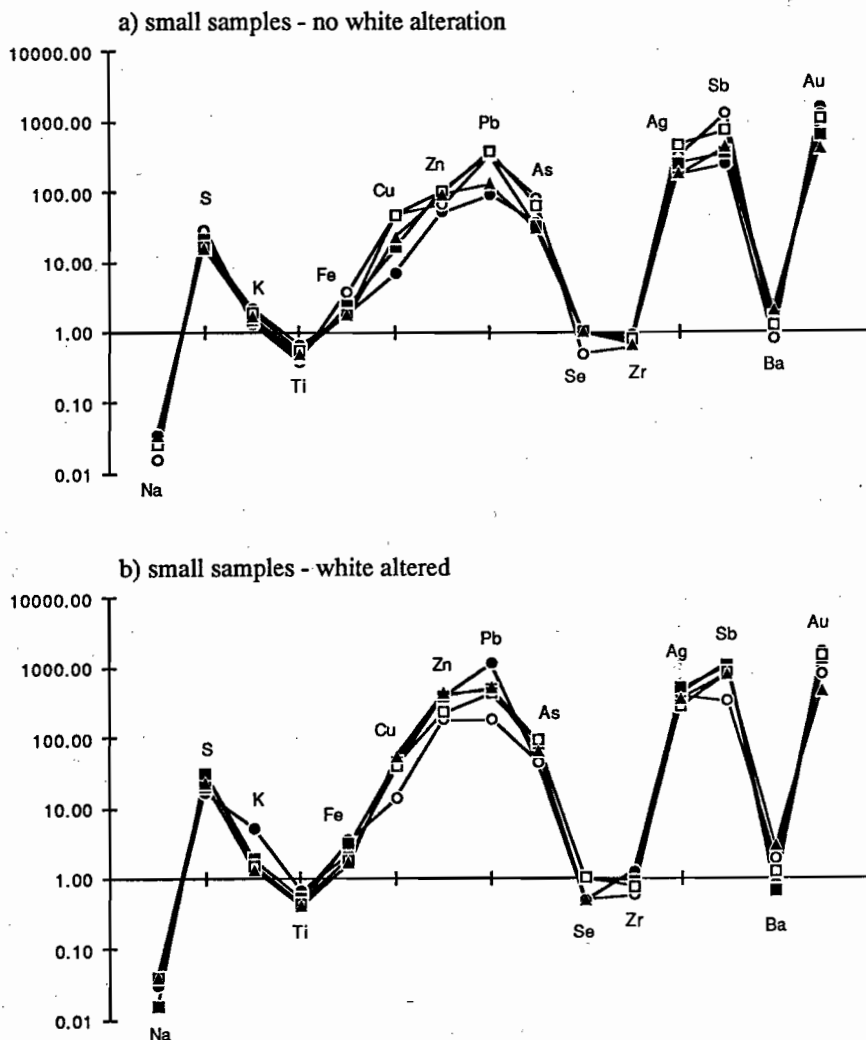 a) small samples - no white alteration
10000.00
1000.00
100.00
10.00
1.00
0.10
0.01
Na
S
K
Ti
Fe
Cu
Zn
Pb
As
Se
Zr
Ag
Sb
Ba
Au
b) small samples - white altered
10000.00
1000.00
100.00
10.00
1.00
0.10
0.01
Na
S
K
Ti
Fe
Cu
Zn
Pb
As
Se
Zr
Ag
Sb
Ba
Au